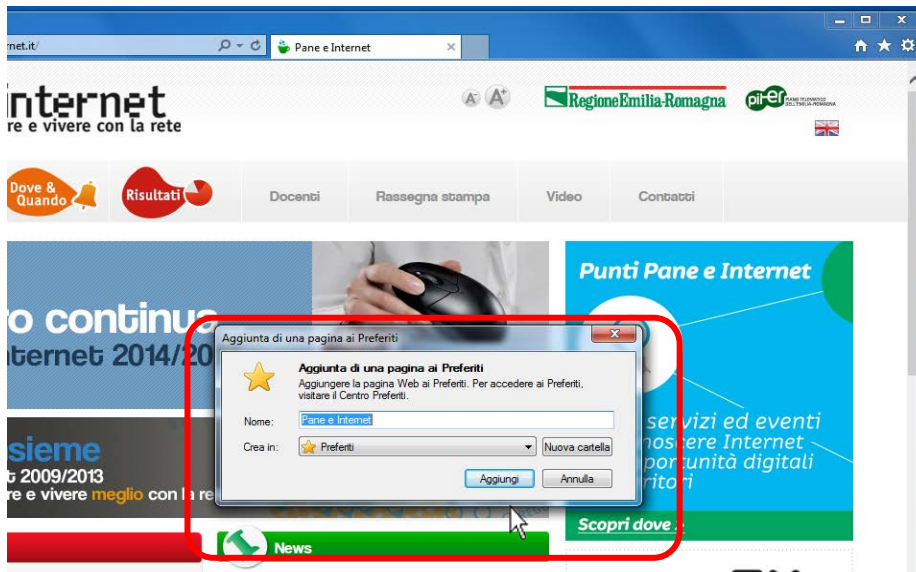 rnet.it/
Pane e Internet
internet
re e vivere con la rete
A- A+
RegioneEmilia-Romagna
piter
Dove &
Quando
Risultati
Docenti
Rassegna stampa
Video
Contatti
o continua
ternet 2014/20
Punti Pane e Internet
servizi ed eventi
noscere Internet
portunità digitali
ritori
Scopri dove »
Aggiunta di una pagina ai Preferiti
Aggiunta di una pagina ai Preferiti
Aggiungere la pagina Web ai Preferiti. Per accedere ai Preferiti,
visitare il Centro Preferiti.
Nome:
Pane e Internet
Crea in:
Preferiti
Nuova cartella
Aggiungi
Annulla
sieme
t 2009/2013
re e vivere meglio con la re
News